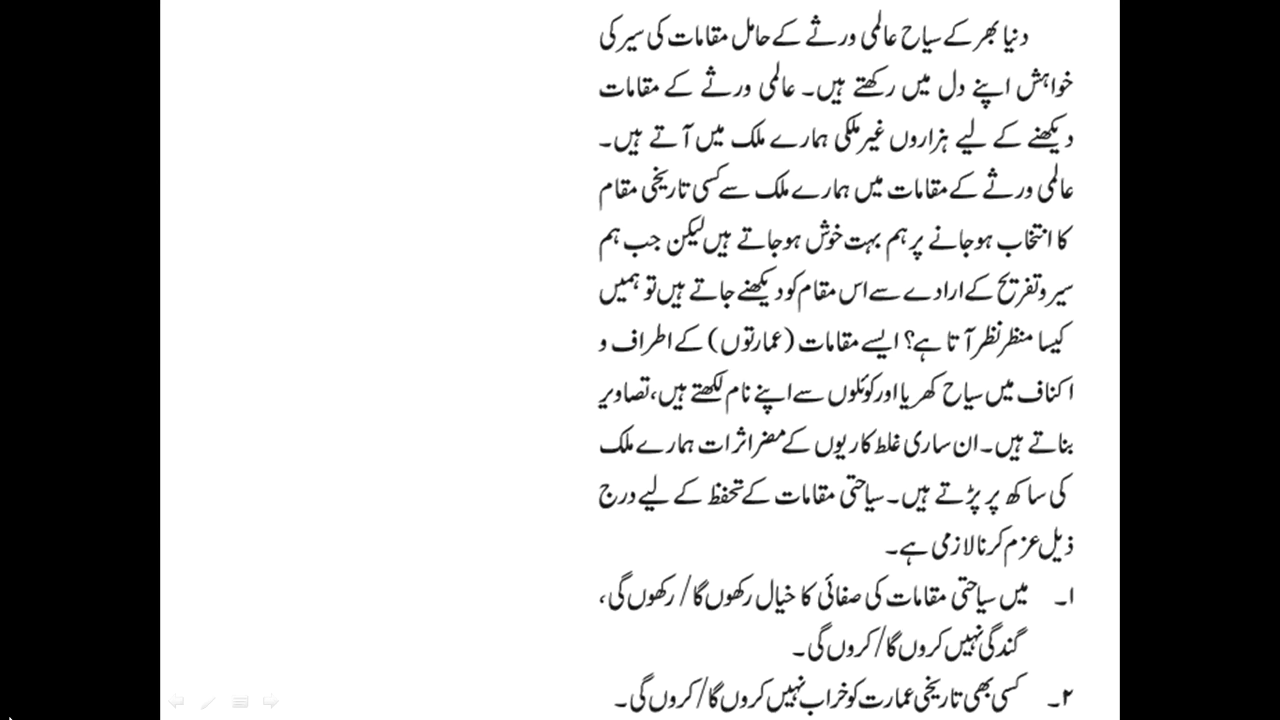 دنیا بھر کے سیاح عالمی ورثے کے حامل مقامات کی سیر کی
خواہش اپنے دل میں رکھتے ہیں۔ عالمی ورثے کے مقامات
دیکھنے کے لیے ہزاروں غیر ملکی ہمارے ملک میں آتے ہیں۔
عالمی ورثے کے مقامات میں ہمارے ملک سے کسی تاریخی مقام
کا انتخاب ہوجانے پر ہم بہت خوش ہوجاتے ہیں لیکن جب ہم
سیر و تفریح کے ارادے سے اس مقام کو دیکھنے جاتے ہیں تو ہمیں
کیسا منظر نظر آتا ہے؟ ایسے مقامات (عمارتوں) کے اطراف و
اکناف میں سیاح کھریا اور کوئلوں سے اپنے نام لکھتے ہیں، تصاویر
بناتے ہیں۔ ان ساری غلط کاریوں کے مضر اثرات ہمارے ملک
کی ساکھ پر پڑتے ہیں۔ سیاحتی مقامات کے تحفظ کے لیے درج
ذیل عزم کرنا لازمی ہے۔
۱۔ میں سیاحتی مقامات کی صفائی کا خیال رکھوں گا/ رکھوں گی،
گندگی نہیں کروں گا/ کروں گی۔
۲۔ کسی بھی تاریخی عمارت کو خراب نہیں کروں گا/ کروں گی۔